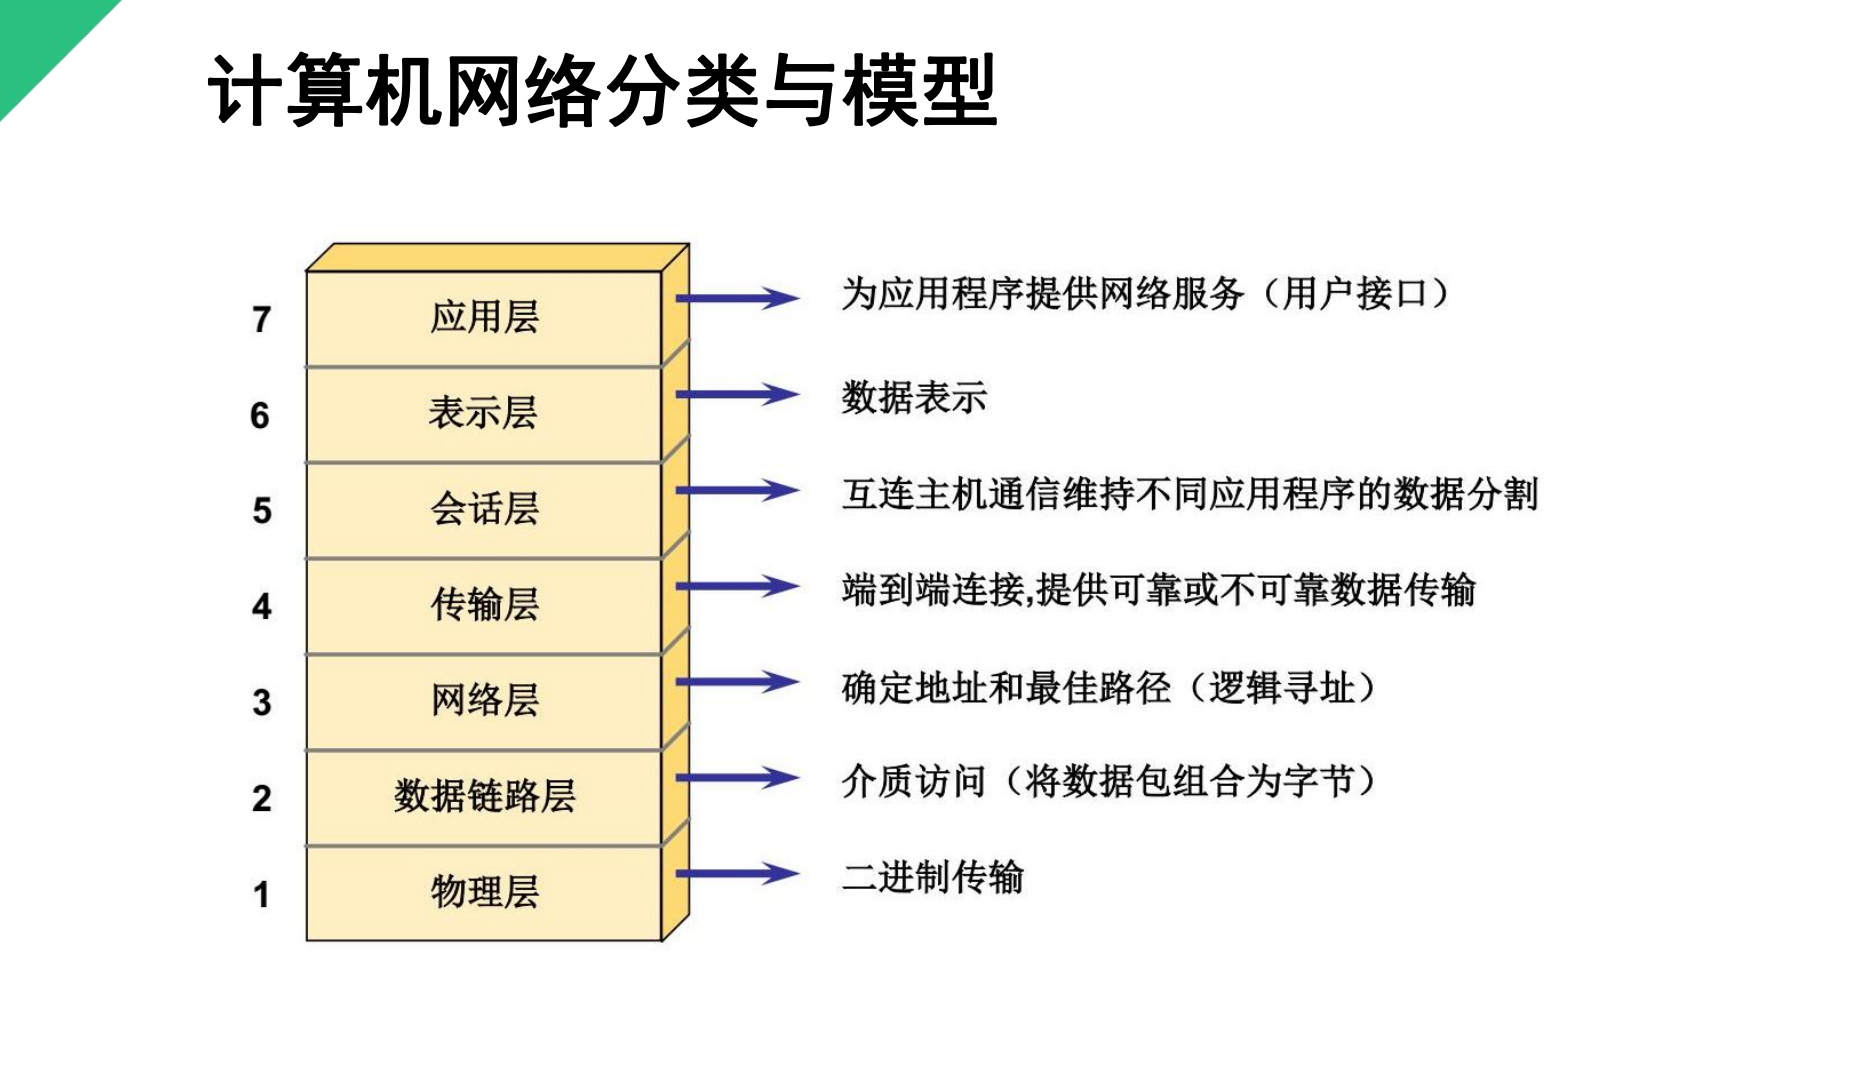 计算机网络分类与模型
7 应用层 为应用程序提供网络服务（用户接口）
6 表示层 数据表示
5 会话层 互连主机通信维持不同应用程序的数据分割
4 传输层 端到端连接,提供可靠或不可靠数据传输
3 网络层 确定地址和最佳路径（逻辑寻址）
2 数据链路层 介质访问（将数据包组合为字节）
1 物理层 二进制传输